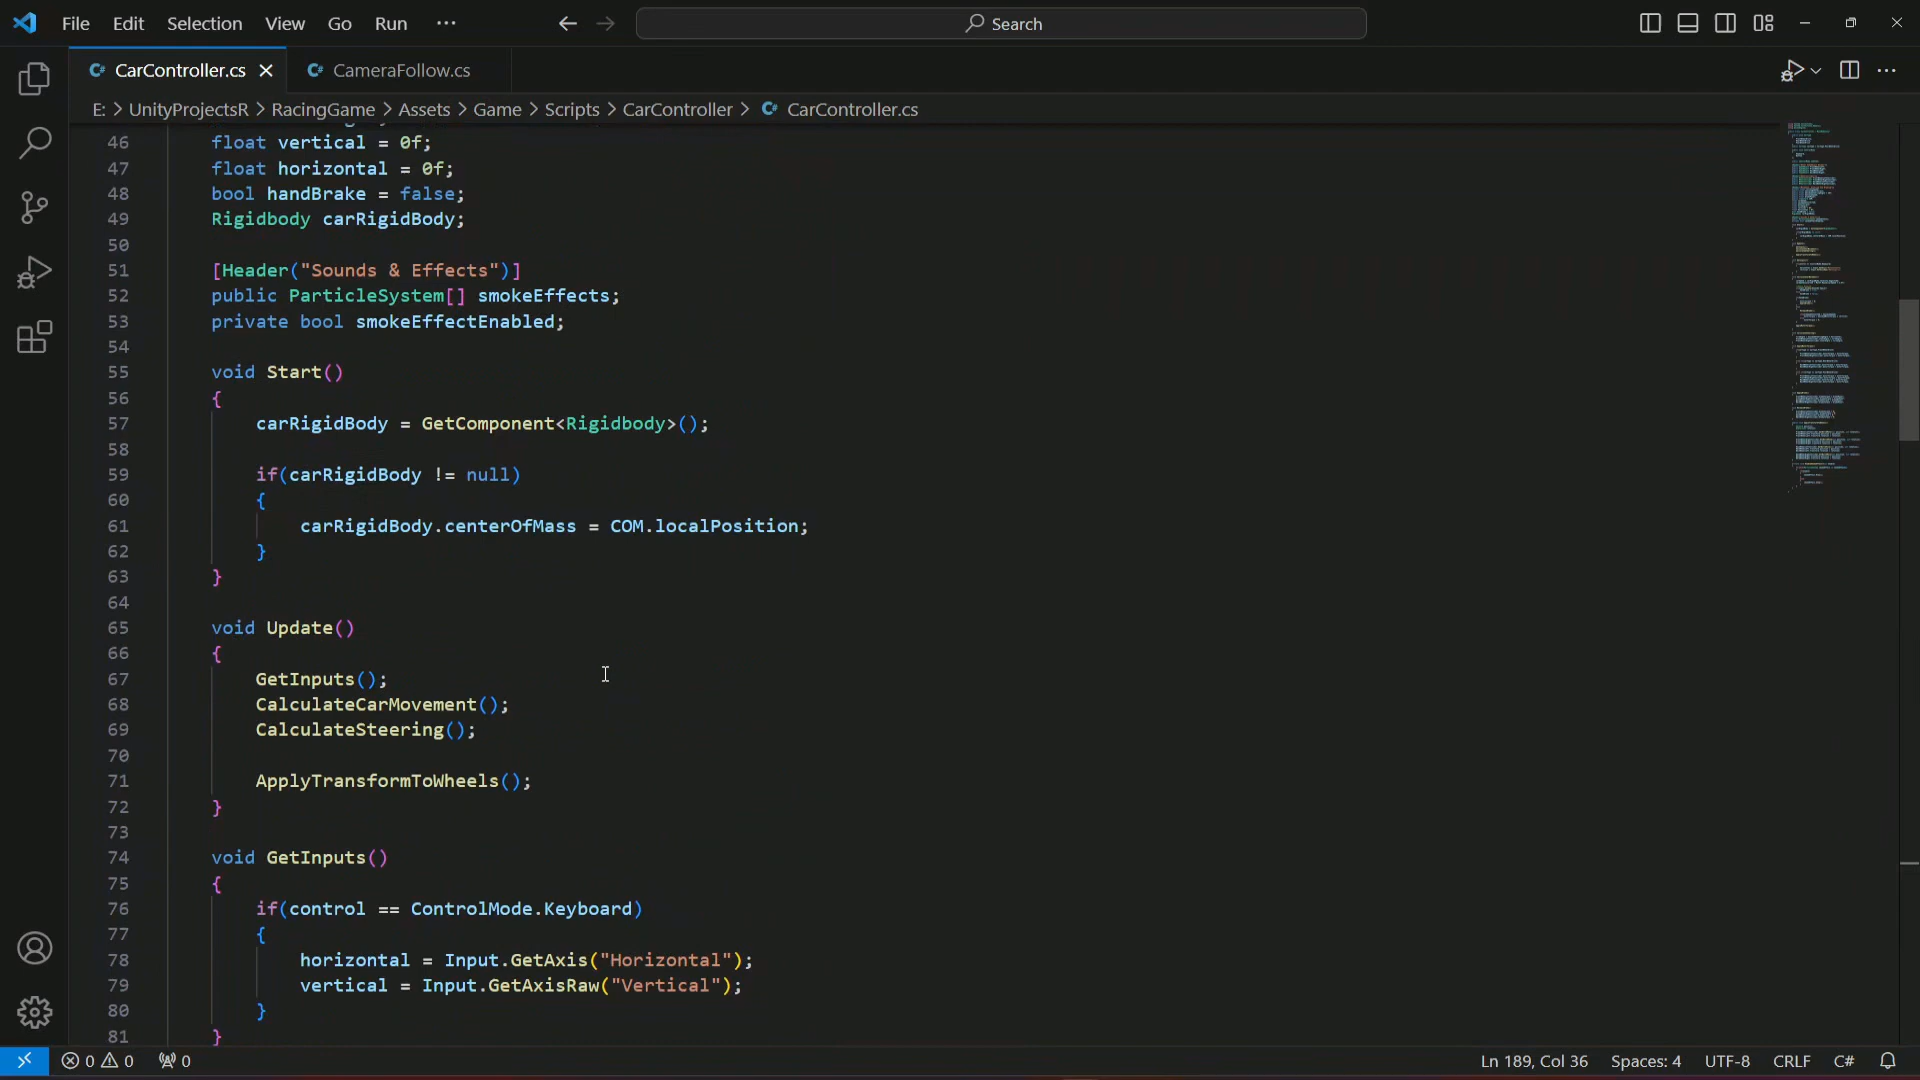 File Edit Selection View Go Run ··· Search
CarController.cs CameraFollow.cs
E: > UnityProjectsR > RacingGame > Assets > Game > Scripts > CarController > CarController.cs
46 float vertical = 0f;
47 float horizontal = 0f;
48 bool handBrake = false;
49 Rigidbody carRigidBody;
50
51 [Header("Sounds & Effects")]
52 public ParticleSystem[] smokeEffects;
53 private bool smokeEffectEnabled;
54
55 void Start()
56 {
57 carRigidBody = GetComponent<Rigidbody>();
58
59 if(carRigidBody != null)
60 {
61 carRigidBody.centerOfMass = COM.localPosition;
62 }
63 }
64
65 void Update()
66 {
67 GetInputs();
68 CalculateCarMovement();
69 CalculateSteering();
70
71 ApplyTransformToWheels();
72 }
73
74 void GetInputs()
75 {
76 if(control == ControlMode.Keyboard)
77 {
78 horizontal = Input.GetAxis("Horizontal");
79 vertical = Input.GetAxisRaw("Vertical");
80 }
81 }
0 0 0 Ln 189, Col 36 Spaces: 4 UTF-8 CRLF C#